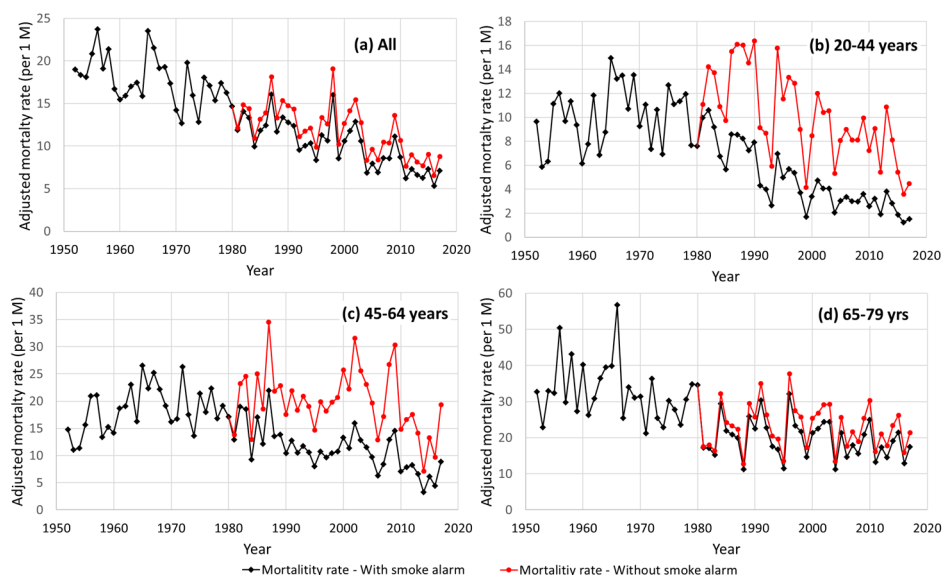 (a) All
Adjusted mortalty rate (per 1 M)
25
20
15
10
5
0
1950 1960 1970 1980 1990 2000 2010 2020
Year
(b) 20-44 years
Adjusted mortality rate (per 1 M)
18
16
14
12
10
8
6
4
2
0
1950 1960 1970 1980 1990 2000 2010 2020
Year
(c) 45-64 years
Adjusted mortality rate (per 1 M)
40
35
30
25
20
15
10
5
0
1950 1960 1970 1980 1990 2000 2010 2020
Year
(d) 65-79 yrs
Adjusted mortality rate (per 1 M)
60
50
40
30
20
10
0
1950 1960 1970 1980 1990 2000 2010 2020
Year
Mortalitity rate - With smoke alarm
Mortalitiy rate - Without smoke alarm